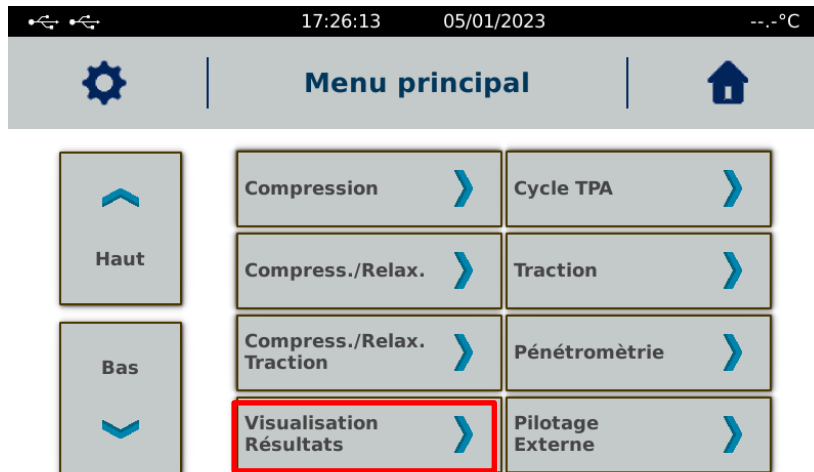 17:26:13 05/01/2023 --.-°C
Menu principal
Haut
Bas
Compression
Cycle TPA
Compress./Relax.
Traction
Compress./Relax.
Traction
Pénétromètrie
Visualisation
Résultats
Pilotage
Externe